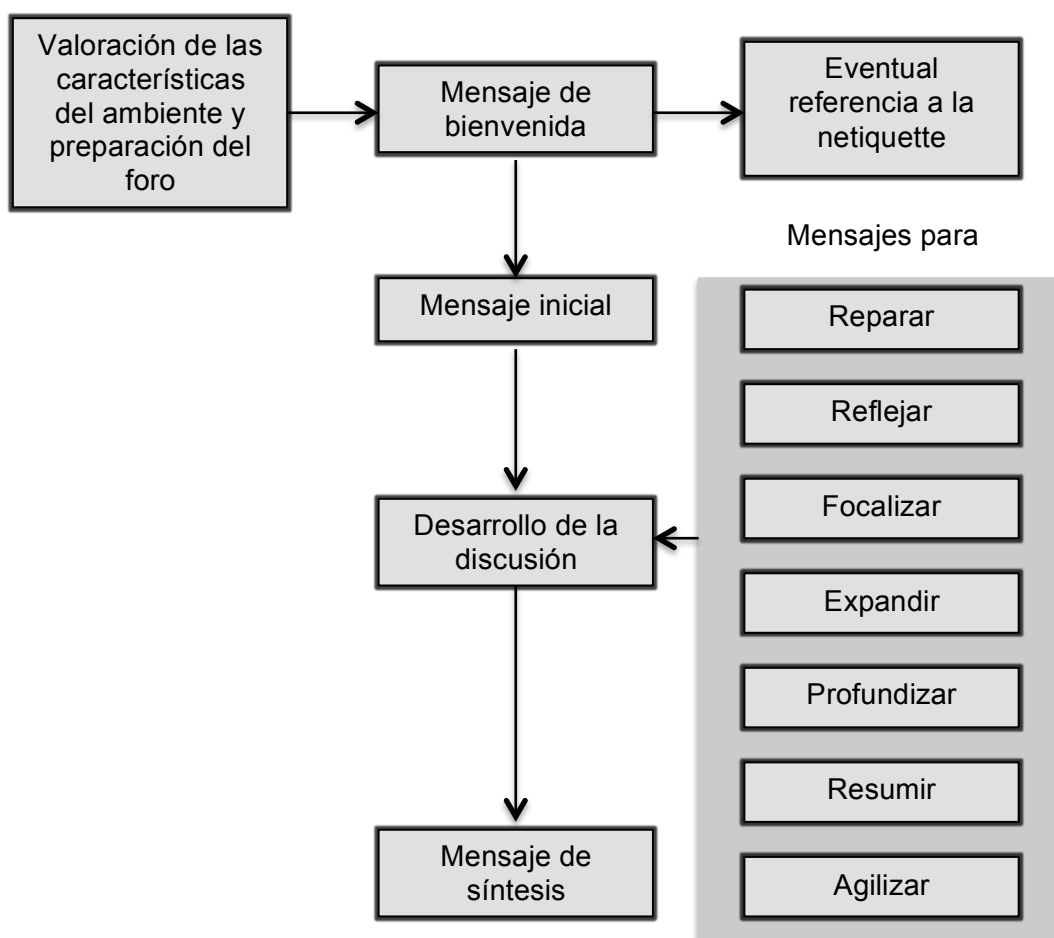 Valoración de las
características
del ambiente y
preparación del
foro
Mensaje de
bienvenida
Eventual
referencia a la
netiquette
Mensajes para
Mensaje inicial
Reparar
Reflejar
Focalizar
Desarrollo de la
discusión
Expandir
Profundizar
Resumir
Mensaje de
síntesis
Agilizar